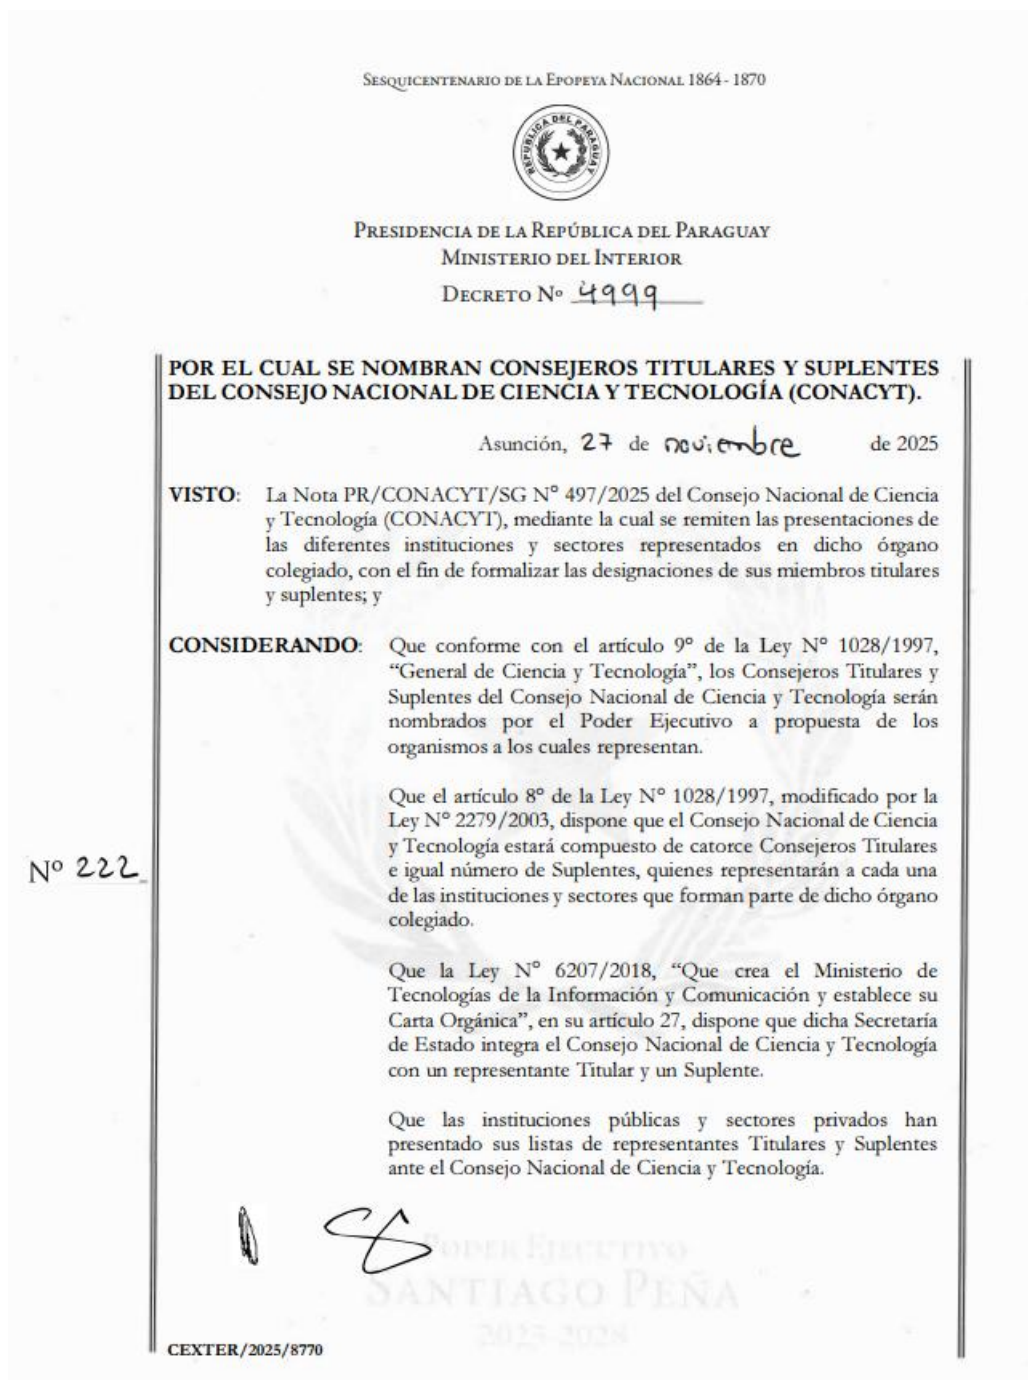 SESQUICENTENARIO DE LA EPOPEYA NACIONAL 1864 - 1870
REPUBLICA DEL PARAGUAY
PRESIDENCIA DE LA REPÚBLICA DEL PARAGUAY
MINISTERIO DEL INTERIOR
DECRETO Nº 4999
POR EL CUAL SE NOMBRAN CONSEJEROS TITULARES Y SUPLENTES
DEL CONSEJO NACIONAL DE CIENCIA Y TECNOLOGÍA (CONACYT).
Asunción, 27 de noviembre de 2025
VISTO: La Nota PR/CONACYT/SG N° 497/2025 del Consejo Nacional de Ciencia
y Tecnología (CONACYT), mediante la cual se remiten las presentaciones de
las diferentes instituciones y sectores representados en dicho órgano
colegiado, con el fin de formalizar las designaciones de sus miembros titulares
y suplentes; y
CONSIDERANDO: Que conforme con el artículo 9° de la Ley N° 1028/1997,
“General de Ciencia y Tecnología”, los Consejeros Titulares y
Suplentes del Consejo Nacional de Ciencia y Tecnología serán
nombrados por el Poder Ejecutivo a propuesta de los
organismos a los cuales representan.
Que el artículo 8° de la Ley N° 1028/1997, modificado por la
Ley N° 2279/2003, dispone que el Consejo Nacional de Ciencia
y Tecnología estará compuesto de catorce Consejeros Titulares
e igual número de Suplentes, quienes representarán a cada una
de las instituciones y sectores que forman parte de dicho órgano
colegiado.
Nº 222
Que la Ley N° 6207/2018, “Que crea el Ministerio de
Tecnologías de la Información y Comunicación y establece su
Carta Orgánica”, en su artículo 27, dispone que dicha Secretaría
de Estado integra el Consejo Nacional de Ciencia y Tecnología
con un representante Titular y un Suplente.
Que las instituciones públicas y sectores privados han
presentado sus listas de representantes Titulares y Suplentes
ante el Consejo Nacional de Ciencia y Tecnología.
PODER EJECUTIVO
SANTIAGO PEÑA
2023-2028
CEXTER/2025/8770